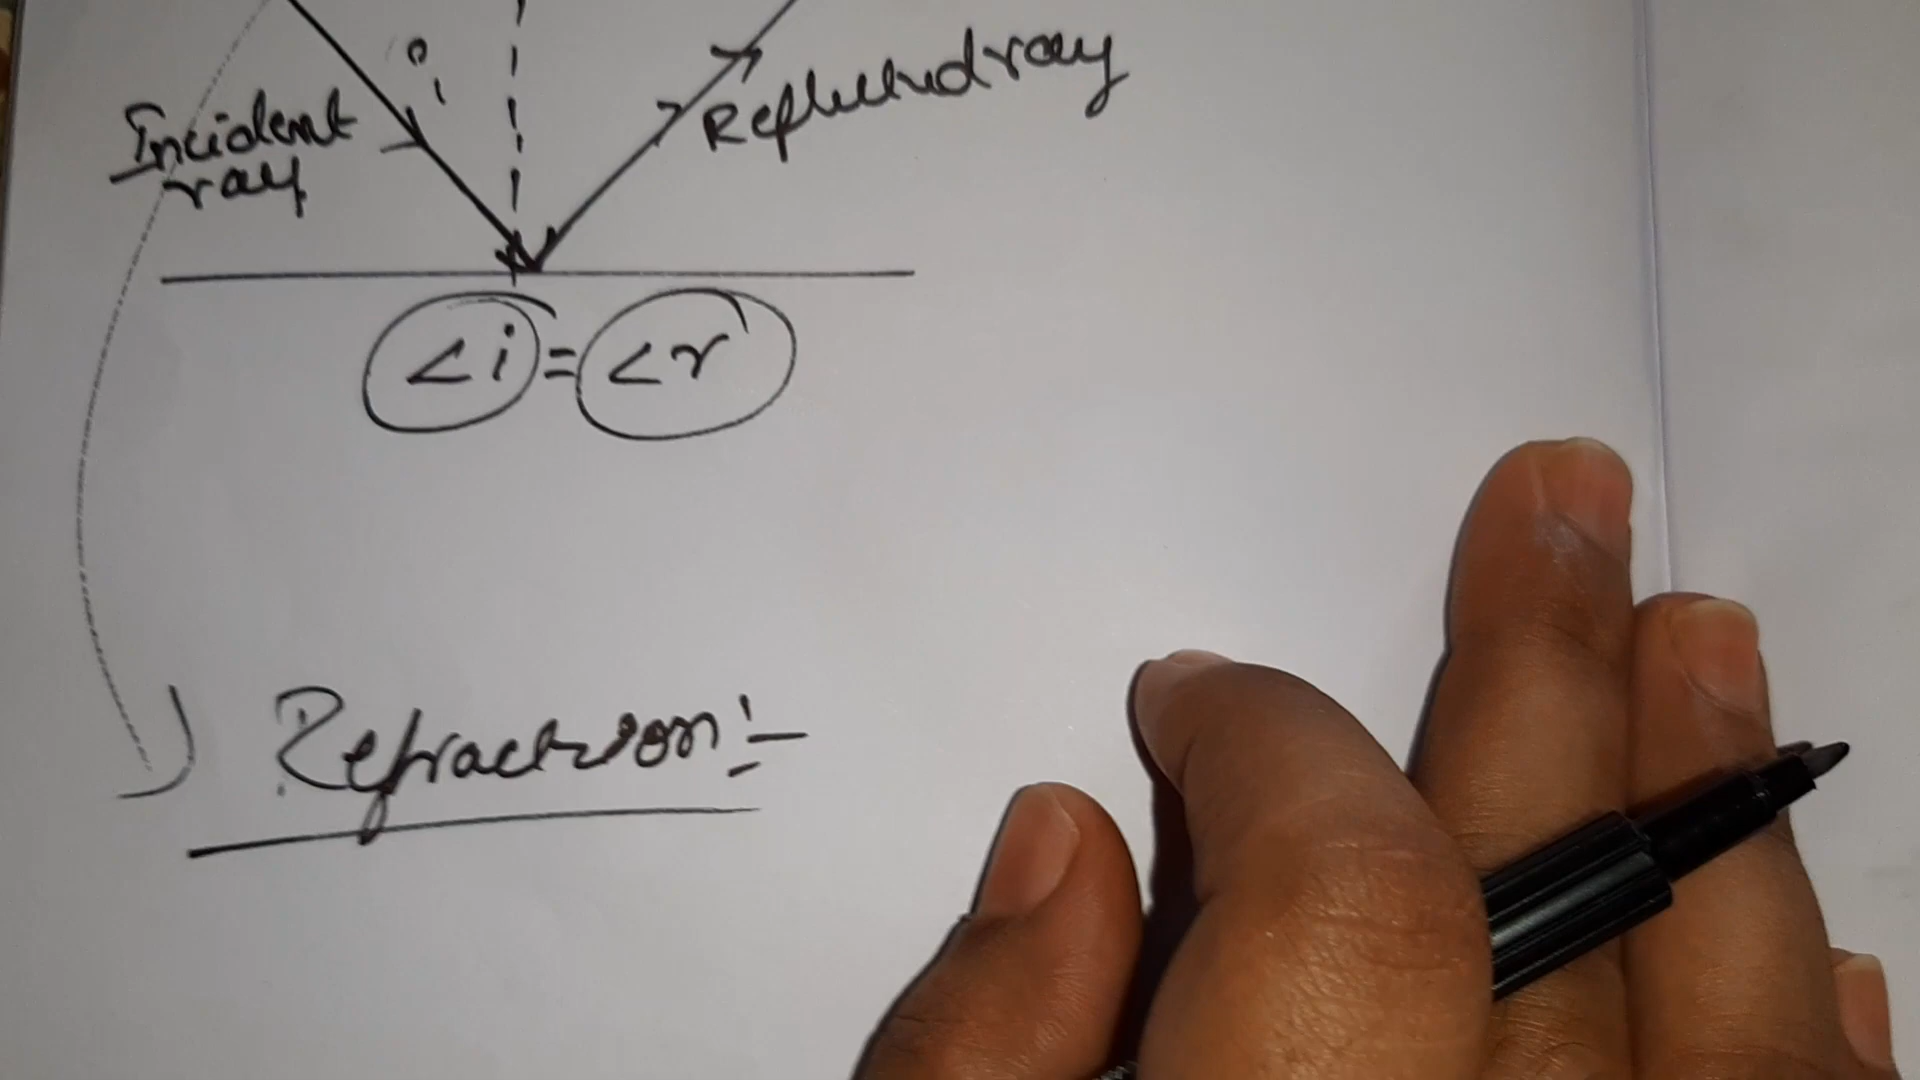 i
Incident
ray
Reflected ray
<i = <r
Refraction :-